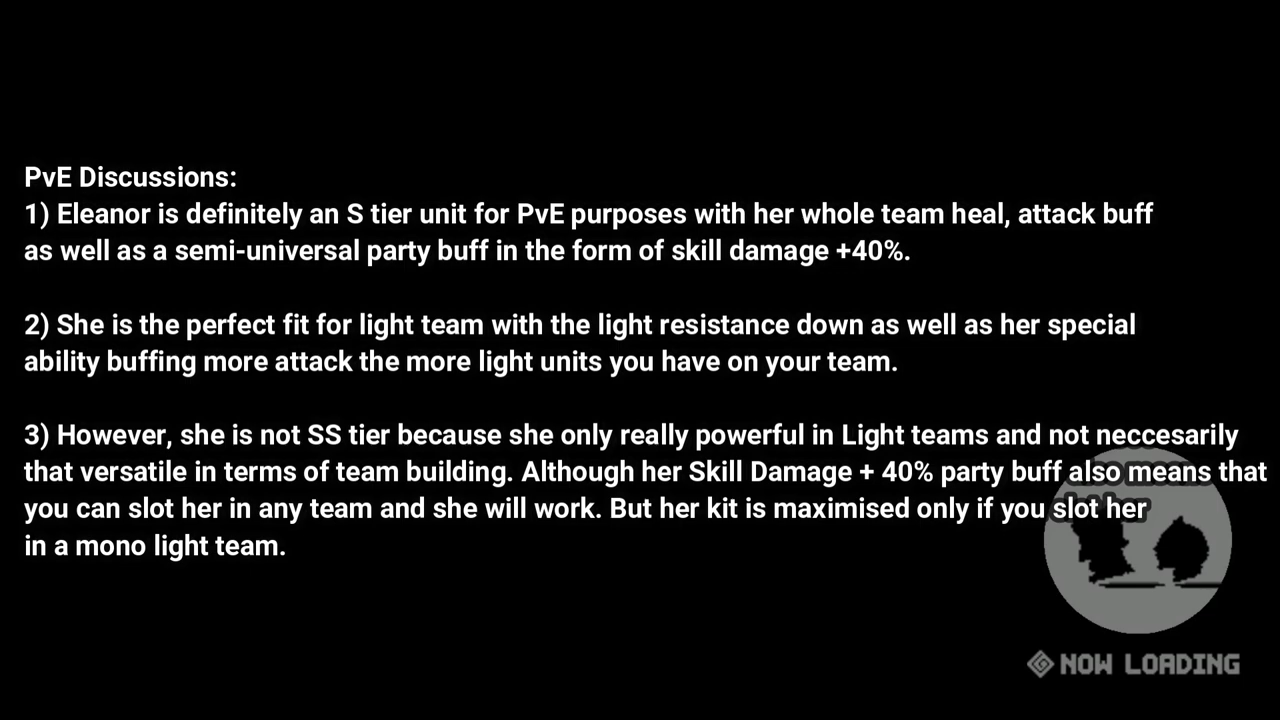 PvE Discussions:
1) Eleanor is definitely an S tier unit for PvE purposes with her whole team heal, attack buff
as well as a semi-universal party buff in the form of skill damage +40%.
2) She is the perfect fit for light team with the light resistance down as well as her special
ability buffing more attack the more light units you have on your team.
3) However, she is not SS tier because she only really powerful in Light teams and not neccesarily
that versatile in terms of team building. Although her Skill Damage + 40% party buff also means that
you can slot her in any team and she will work. But her kit is maximised only if you slot her
in a mono light team.
NOW LOADING